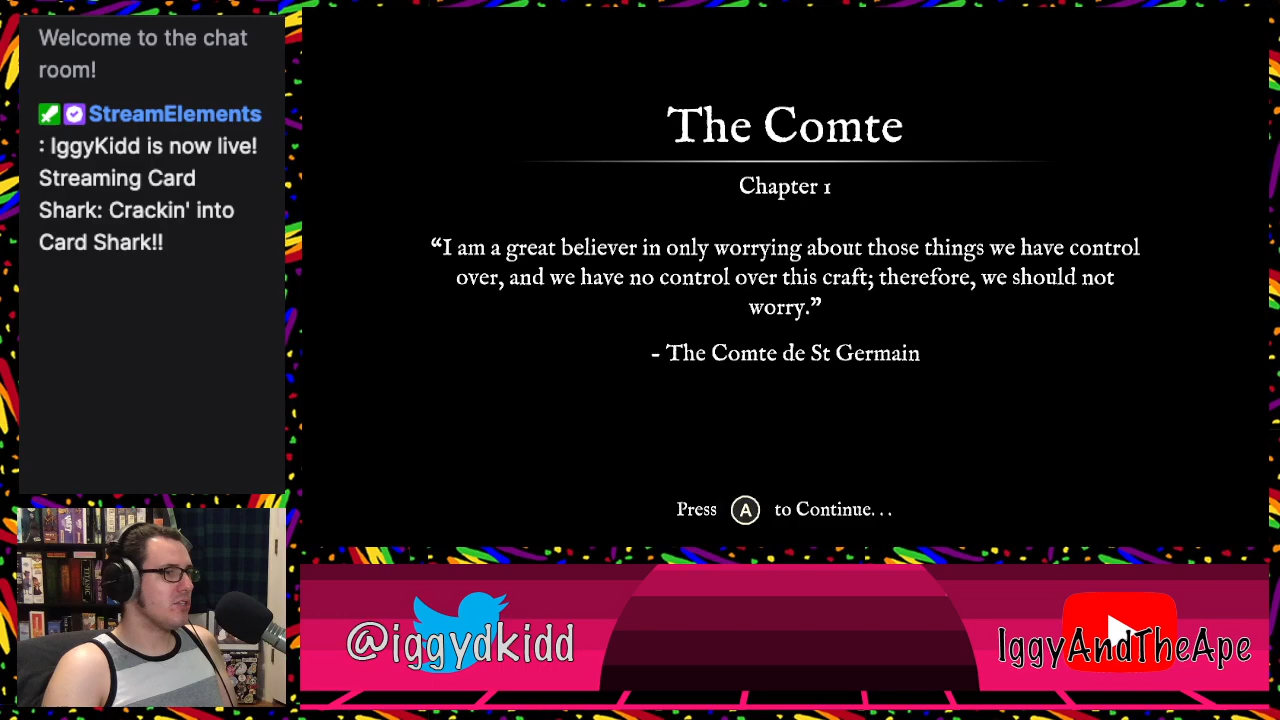 Welcome to the chat
room!
StreamElements
: IggyKidd is now live!
Streaming Card
Shark: Crackin' into
Card Shark!!
The Comte
Chapter 1
“I am a great believer in only worrying about those things we have control
over, and we have no control over this craft; therefore, we should not
worry.”
- The Comte de St Germain
Press A to Continue...
TITANIC
@iggydkidd
IggyAndTheApe